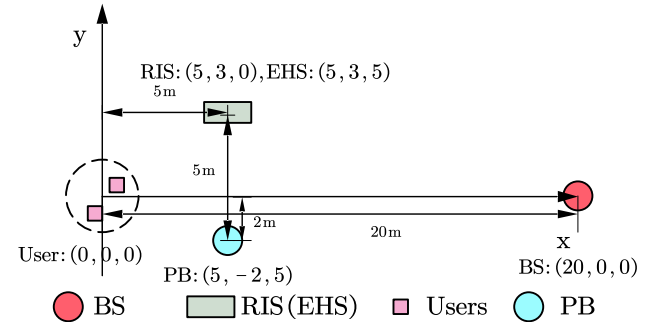 y
RIS:(5,3,0),EHS:(5,3,5)
5m
5m
2m
20m
x
User:(0,0,0)
PB:(5,-2,5)
BS:(20,0,0)
BS RIS(EHS) Users PB